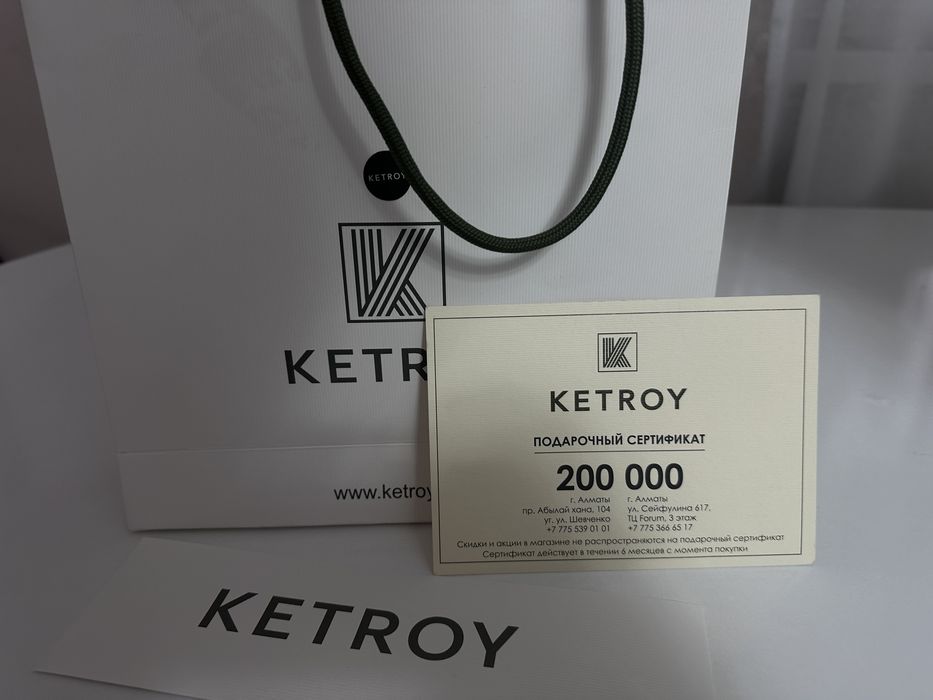 KETROY
KETR
www.ketroy
KETROY
ПОДАРОЧНЫЙ СЕРТИФИКАТ
200 000
г. Алматы
пр. Абылай хана, 104
уг. ул. Шевченко
+7 775 539 01 01
г. Алматы
ул. Сейфулина 617,
ТЦ Forum, 3 этаж
+7 775 366 65 17
Скидки и акции в магазине не распространяются на подарочный сертификат
Сертификат действует в течении 6 месяцев с момента покупки
KETROY